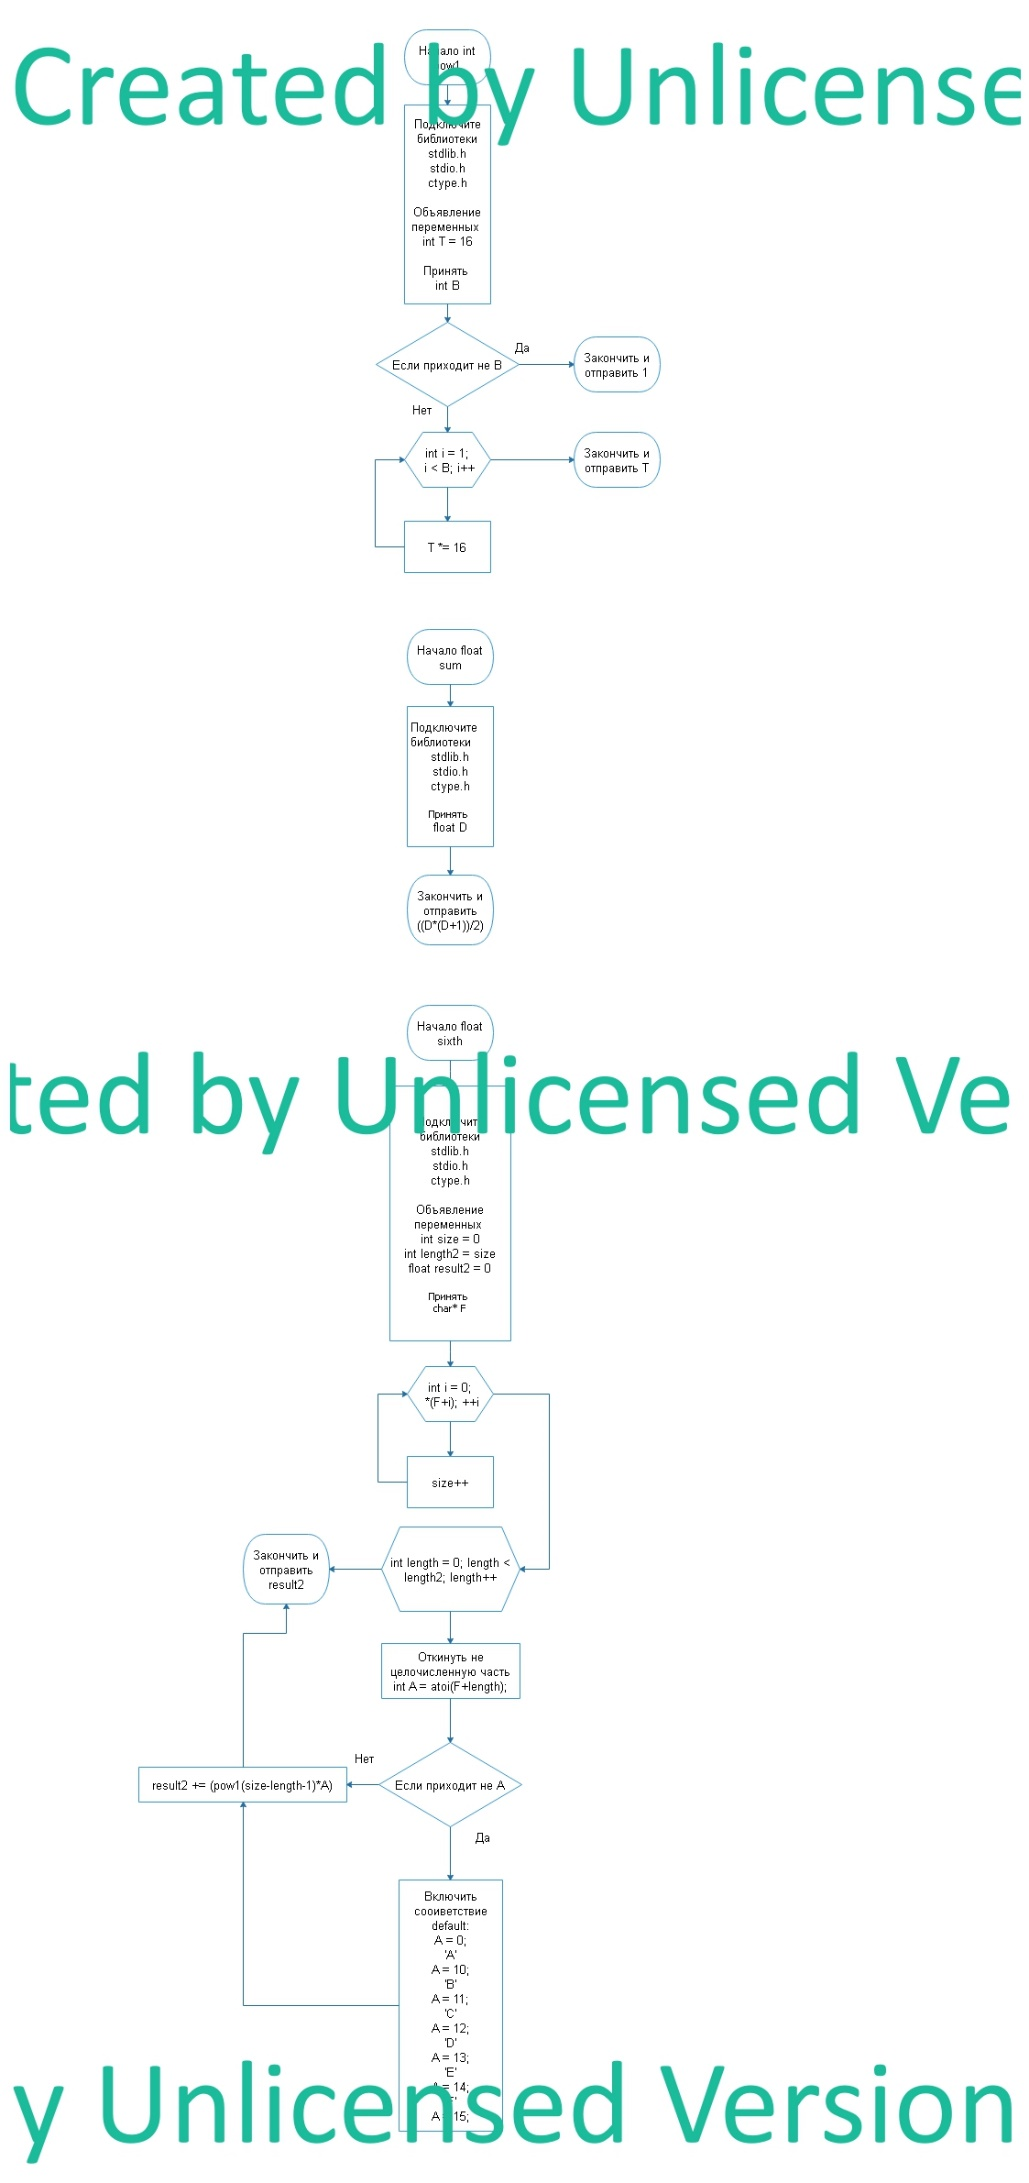 Начало int
pow1
Created by Unlicense
Подключите
библиотеки
stdlib.h
stdio.h
ctype.h
Объявление
переменных
int T = 16
Принять
int B
Если приходит не B
Да
Закончить и
отправить 1
Нет
int i = 1;
i < B; i++
Закончить и
отправить T
T *= 16
Начало float
sum
Подключите
библиотеки
stdlib.h
stdio.h
ctype.h
Принять
float D
Закончить и
отправить
((D*(D+1))/2)
Начало float
sixth
ted by Unlicensed Ve
библиотеки
stdlib.h
stdio.h
ctype.h
Объявление
переменных
int size = 0
int length2 = size
float result2 = 0
Принять
char* F
int i = 0;
*(F+i); ++i
size++
Закончить и
отправить
result2
int length = 0; length <
length2; length++
Откинуть не
целочисленную часть
int A = atoi(F+length);
Нет
Если приходит не A
result2 += (pow1(size-length-1)*A)
Да
Включить
сооиветствие
default:
A = 0;
'A'
A = 10;
'B'
A = 11;
'C'
A = 12;
'D'
A = 13;
'E'
A = 14;
A = 15;
y Unlicensed Version